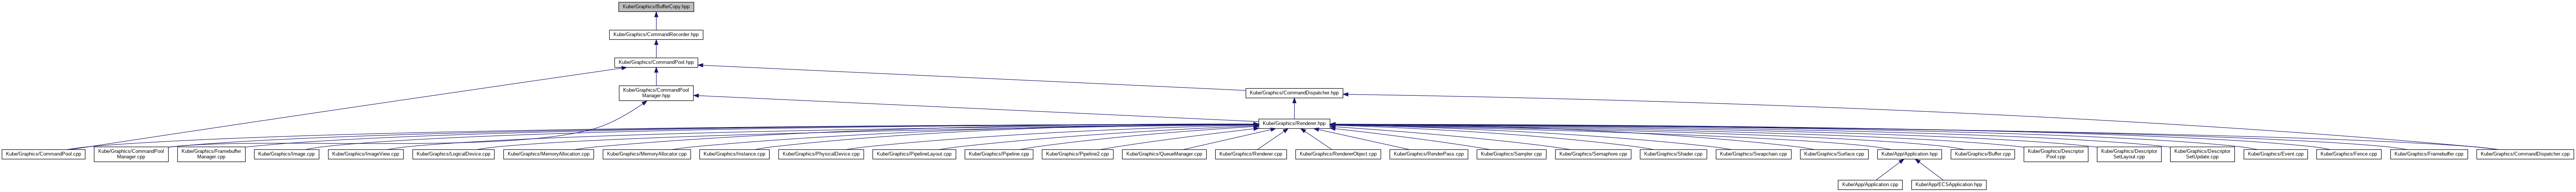 Kube/Graphics/BufferCopy.hpp
Kube/Graphics/CommandRecorder.hpp
Kube/Graphics/CommandPool.hpp
Kube/Graphics/CommandPool
Manager.hpp
Kube/Graphics/CommandDispatcher.hpp
Kube/Graphics/Renderer.hpp
Kube/Graphics/CommandPool.cpp
Kube/Graphics/CommandPool
Manager.cpp
Kube/Graphics/Framebuffer
Manager.cpp
Kube/Graphics/Image.cpp
Kube/Graphics/ImageView.cpp
Kube/Graphics/LogicalDevice.cpp
Kube/Graphics/MemoryAllocation.cpp
Kube/Graphics/MemoryAllocator.cpp
Kube/Graphics/Instance.cpp
Kube/Graphics/PhysicalDevice.cpp
Kube/Graphics/PipelineLayout.cpp
Kube/Graphics/Pipeline.cpp
Kube/Graphics/Pipeline2.cpp
Kube/Graphics/QueueManager.cpp
Kube/Graphics/Renderer.cpp
Kube/Graphics/RendererObject.cpp
Kube/Graphics/RenderPass.cpp
Kube/Graphics/Sampler.cpp
Kube/Graphics/Semaphore.cpp
Kube/Graphics/Shader.cpp
Kube/Graphics/Swapchain.cpp
Kube/Graphics/Surface.cpp
Kube/App/Application.hpp
Kube/Graphics/Buffer.cpp
Kube/Graphics/Descriptor
Pool.cpp
Kube/Graphics/Descriptor
SetLayout.cpp
Kube/Graphics/Descriptor
SetUpdate.cpp
Kube/Graphics/Event.cpp
Kube/Graphics/Fence.cpp
Kube/Graphics/Framebuffer.cpp
Kube/Graphics/CommandDispatcher.cpp
Kube/App/Application.cpp
Kube/App/ECSApplication.hpp